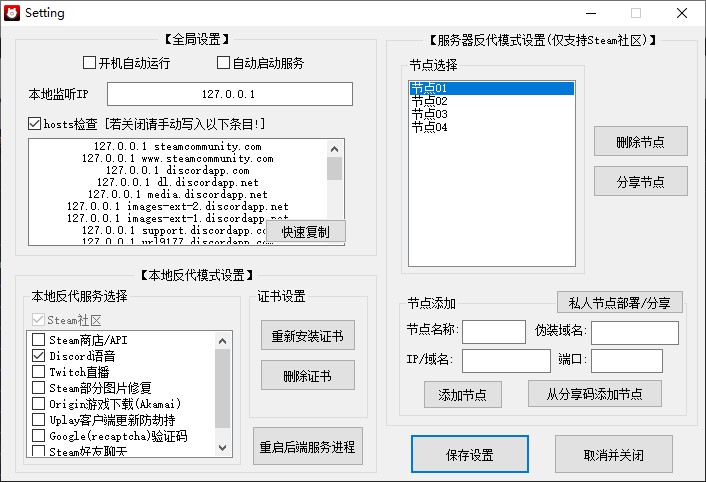 Setting
【全局设置】
开机自动运行
自动启动服务
本地监听IP
127.0.0.1
hosts检查 [若关闭请手动写入以下条目!]
127.0.0.1 steamcommunity.com
127.0.0.1 www.steamcommunity.com
127.0.0.1 discordapp.com
127.0.0.1 dl.discordapp.net
127.0.0.1 media.discordapp.net
127.0.0.1 images-ext-2.discordapp.net
127.0.0.1 images-ext-1.discordapp.net
127.0.0.1 support.discordapp.com
127.0.0.1 url9177.discordapp.com
快速复制
【本地反代模式设置】
本地反代服务选择
Steam社区
Steam商店/API
Discord语音
Twitch直播
Steam部分图片修复
Origin游戏下载(Akamai)
Uplay客户端更新防劫持
Google(recaptcha)验证码
Steam好友聊天
证书设置
重新安装证书
删除证书
重启后端服务进程
【服务器反代模式设置(仅支持Steam社区)】
节点选择
节点01
节点02
节点03
节点04
删除节点
分享节点
节点添加
私人节点部署/分享
节点名称:
伪装域名:
IP/域名:
端口:
添加节点
从分享码添加节点
保存设置
取消并关闭